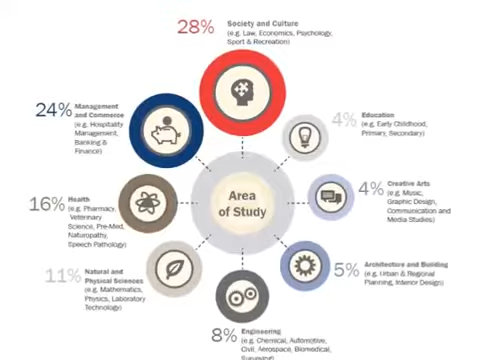 28%
Society and Culture
(e.g. Law, Economics, Psychology,
Sport & Recreation)
24%
Management
and Commerce
(e.g. Hospitality
Management,
Banking &
Finance)
4%
Education
(e.g. Early Childhood,
Primary, Secondary)
16%
Health
(e.g. Pharmacy,
Veterinary
Science, Pre-Med,
Naturopathy,
Speech Pathology)
Area
of Study
4%
Creative Arts
(e.g. Music,
Graphic Design,
Communication and
Media Studies)
11%
Natural and
Physical Sciences
(e.g. Mathematics,
Physics, Laboratory
Technology)
5%
Architecture and Building
(e.g. Urban & Regional
Planning, Interior Design)
8%
Engineering
(e.g. Chemical, Automotive,
Civil, Aerospace, Biomedical,